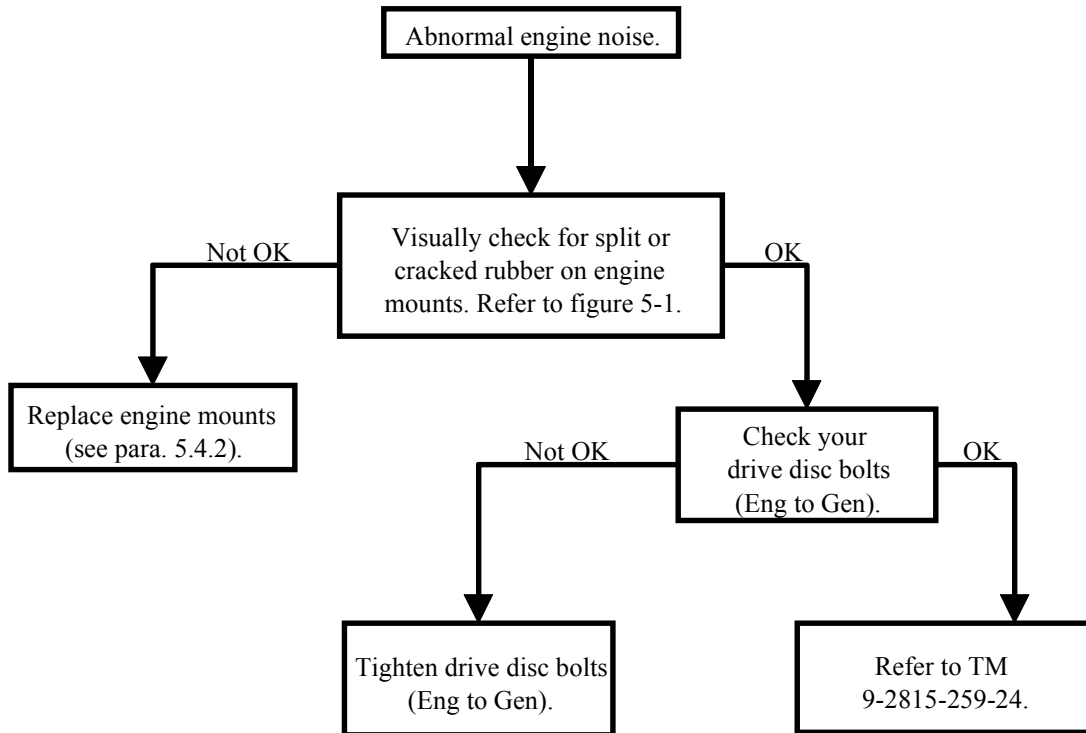 Abnormal engine noise.
Visually check for split or
cracked rubber on engine
mounts. Refer to figure 5-1.
Not OK
OK
Replace engine mounts
(see para. 5.4.2).
Check your
drive disc bolts
(Eng to Gen).
Not OK
OK
Tighten drive disc bolts
(Eng to Gen).
Refer to TM
9-2815-259-24.